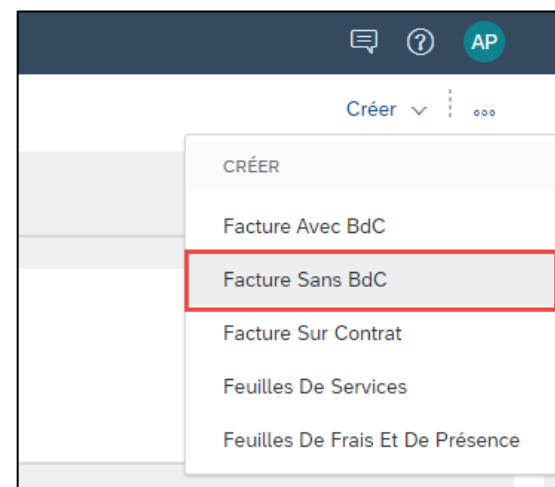 AP
Créer
CRÉER
Facture Avec BdC
Facture Sans BdC
Facture Sur Contrat
Feuilles De Services
Feuilles De Frais Et De Présence